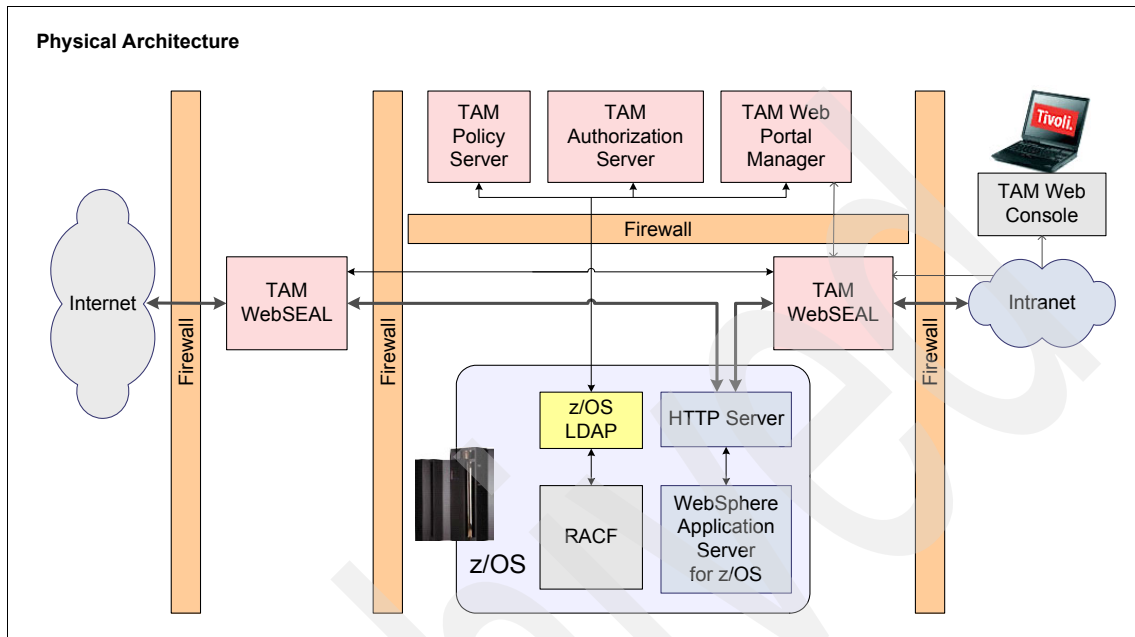 Physical Architecture
TAM
Policy
Server
TAM
Authorization
Server
TAM Web
Portal
Manager
Tivoli.
TAM Web
Console
Firewall
Internet
Firewall
TAM
WebSEAL
Firewall
TAM
WebSEAL
Firewall
Intranet
z/OS
LDAP
HTTP Server
RACF
WebSphere
Application
Server
for z/OS
z/OS